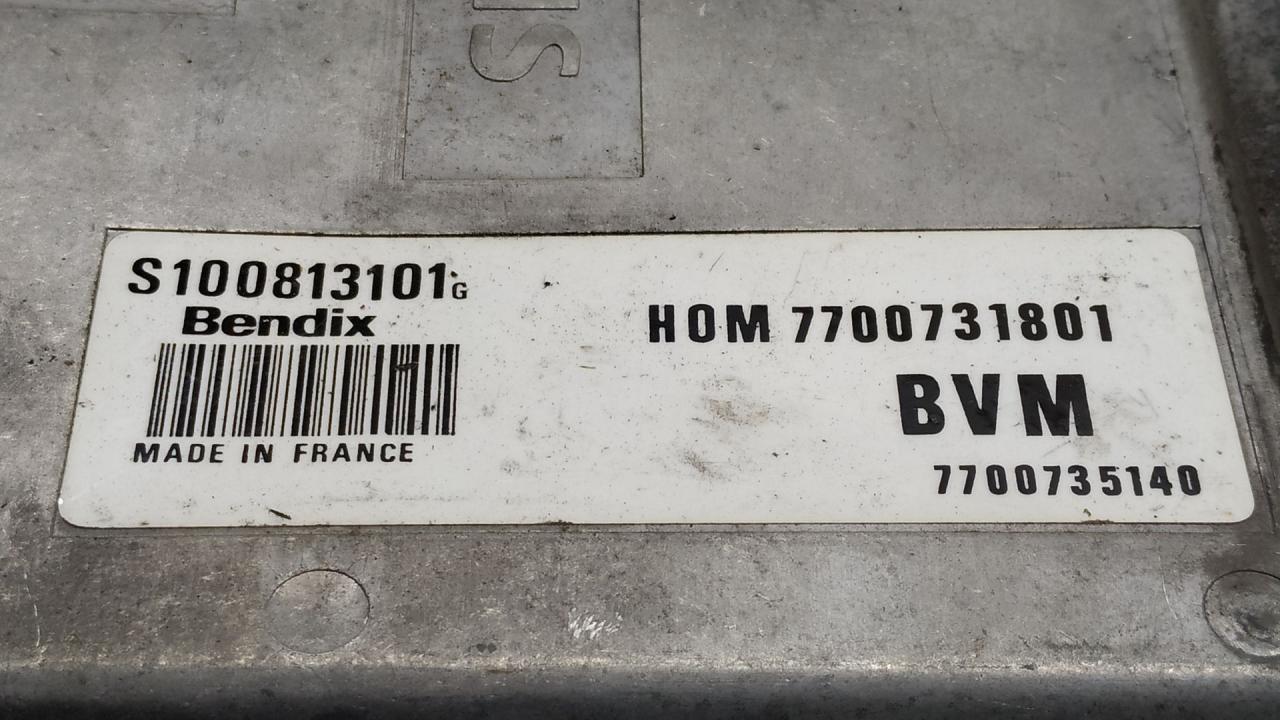 S100813101G
Bendix
MADE IN FRANCE
HOM 7700731801
BVM
7700735140